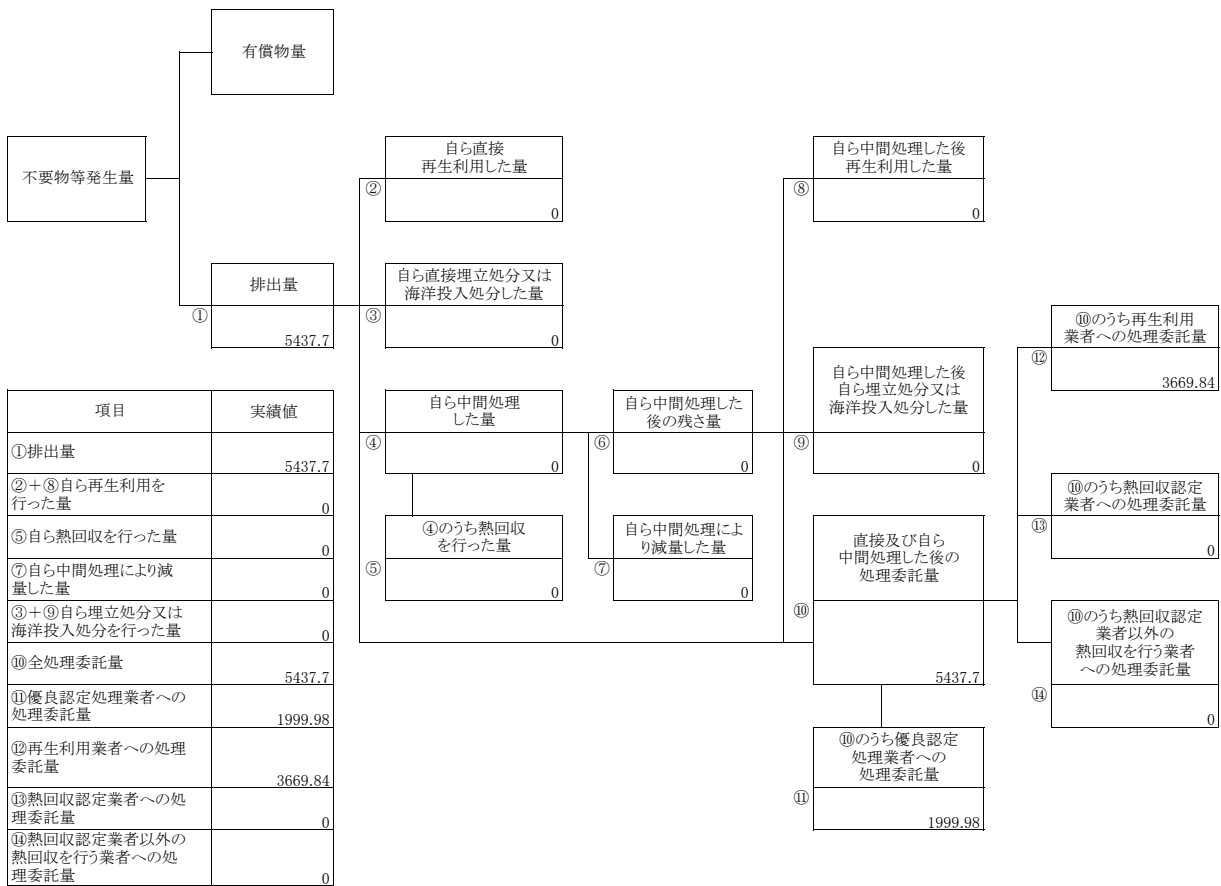 有償物量
不要物等発生量
自ら直接
再生利用した量
②
0
自ら中間処理した後
再生利用した量
⑧
0
排出量
①
5437.7
自ら直接埋立処分又は
海洋投入処分した量
③
0
⑩のうち再生利用
業者への処理委託量
⑫
3669.84
自ら中間処理
した量
④
0
自ら中間処理した
後の残さ量
⑥
0
自ら中間処理した後
自ら埋立処分又は
海洋投入処分した量
⑨
0
⑩のうち熱回収認定
業者への処理委託量
⑬
0
④のうち熱回収
を行った量
⑤
0
自ら中間処理によ
り減量した量
⑦
0
直接及び自ら
中間処理した後の
処理委託量
⑩
5437.7
⑩のうち熱回収認定
業者以外の
熱回収を行う業者
への処理委託量
⑭
0
⑩のうち優良認定
処理業者への
処理委託量
⑪
1999.98
項目 実績値
①排出量
5437.7
②＋⑧自ら再生利用を
行った量
0
⑤自ら熱回収を行った量
0
⑦自ら中間処理により減
量した量
0
③＋⑨自ら埋立処分又は
海洋投入処分を行った量
0
⑩全処理委託量
5437.7
⑪優良認定処理業者への
処理委託量
1999.98
⑫再生利用業者への処理
委託量
3669.84
⑬熱回収認定業者への処
理委託量
0
⑭熱回収認定業者以外の
熱回収を行う業者への処
理委託量
0